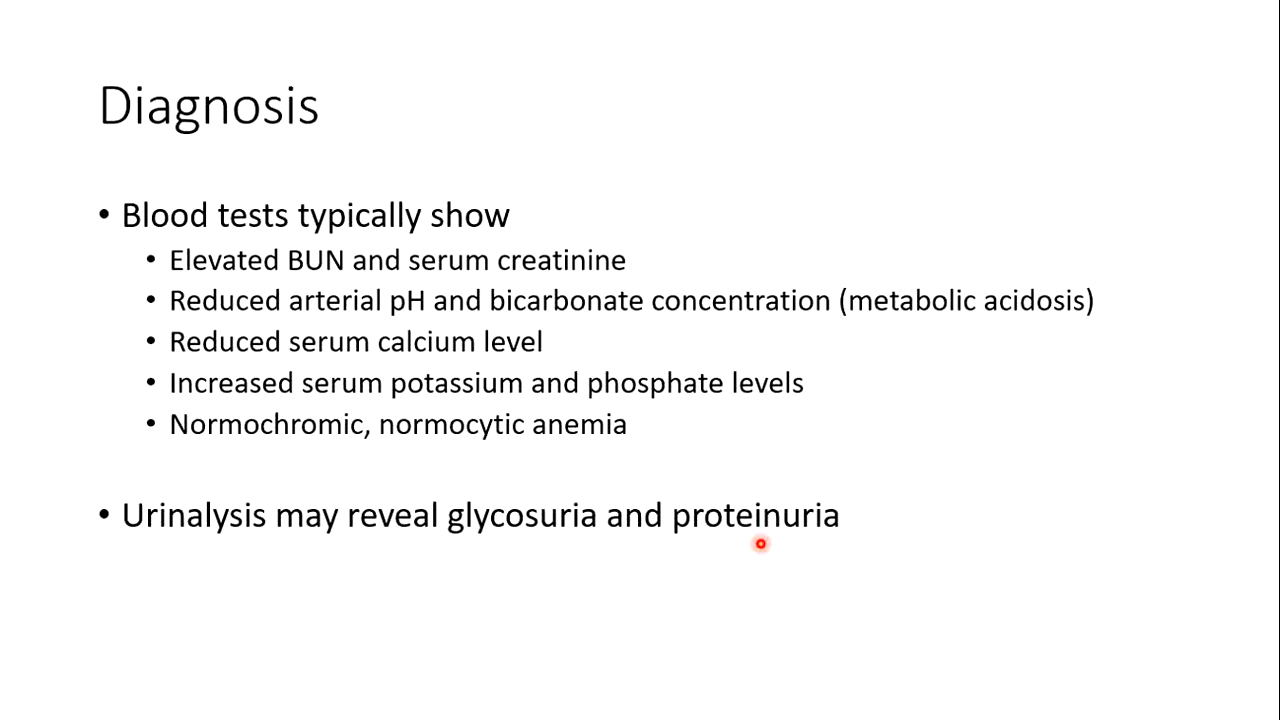 Diagnosis
• Blood tests typically show
• Elevated BUN and serum creatinine
• Reduced arterial pH and bicarbonate concentration (metabolic acidosis)
• Reduced serum calcium level
• Increased serum potassium and phosphate levels
• Normochromic, normocytic anemia
• Urinalysis may reveal glycosuria and proteinuria